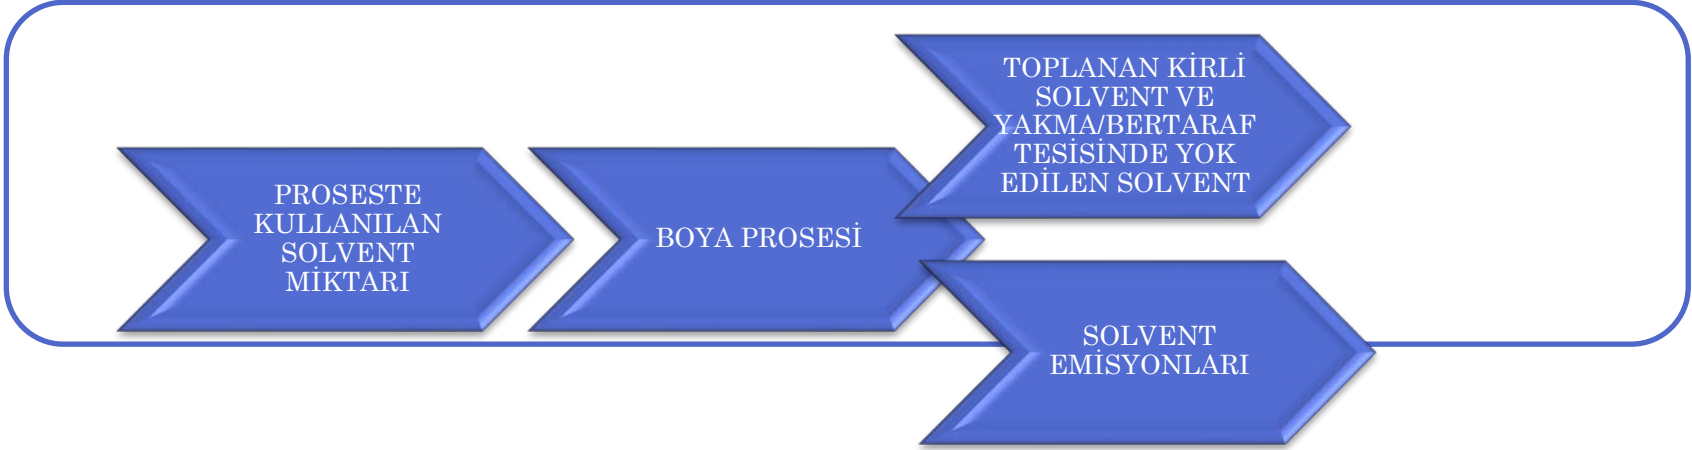 PROSESTE
KULLANILAN
SOLVENT
MİKTARI
BOYA PROSESİ
TOPLANAN KİRLİ
SOLVENT VE
YAKMA/BERTARAF
TESİSİNDE YOK
EDİLEN SOLVENT
SOLVENT
EMİSYONLARI